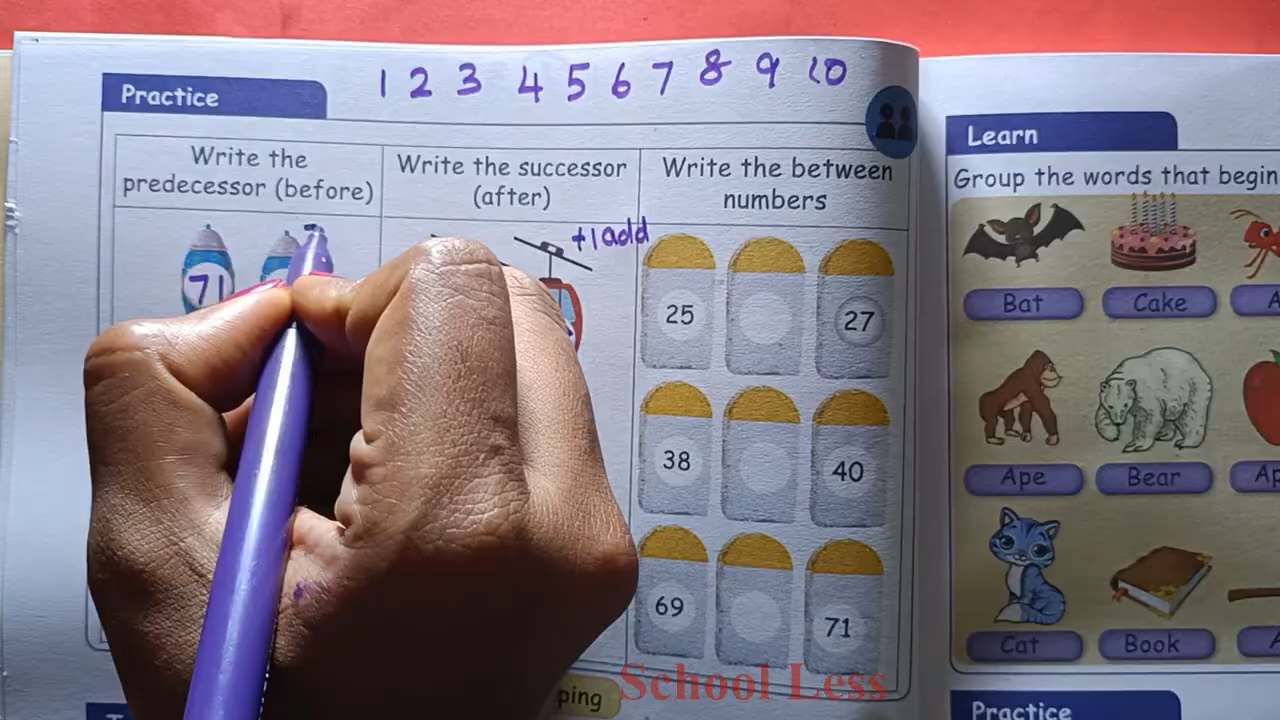 1 2 3 4 5 6 7 8 9 10
Practice
Write the
predecessor (before)
Write the successor
(after)
Write the between
numbers
71
+1 add
25
27
38
40
69
71
ping
School Less
Learn
Group the words that begin
Bat
Cake
A
Ape
Bear
Ap
Cat
Book
A
Practice